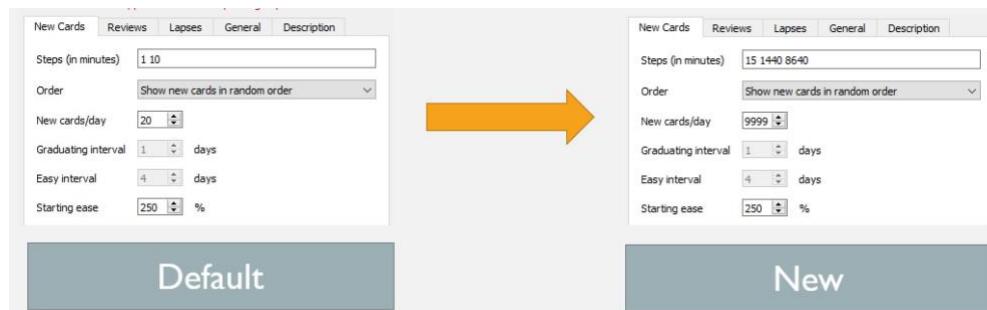 New Cards Reviews Lapses General Description
Steps (in minutes) 1 10
Order Show new cards in random order
New cards/day 20
Graduating interval 1 days
Easy interval 4 days
Starting ease 250 %
Default
New Cards Reviews Lapses General Description
Steps (in minutes) 15 1440 8640
Order Show new cards in random order
New cards/day 9999
Graduating interval 1 days
Easy interval 4 days
Starting ease 250 %
New